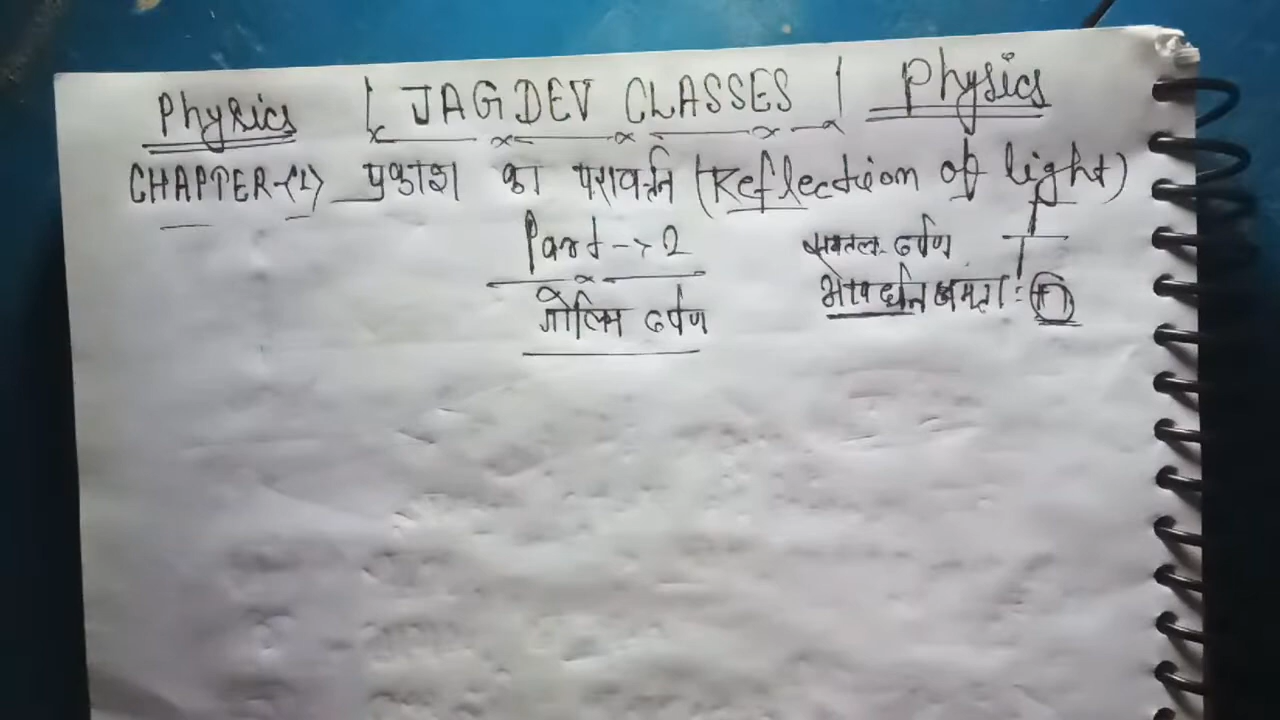 Physics | JAGDEV CLASSES | Physics
CHAPTER-(1) प्रकाश का परावर्तन (Reflection of light)
Part → 2
गोलिय दर्पण
समतल दर्पण
आवर्धन क्षमता : +1